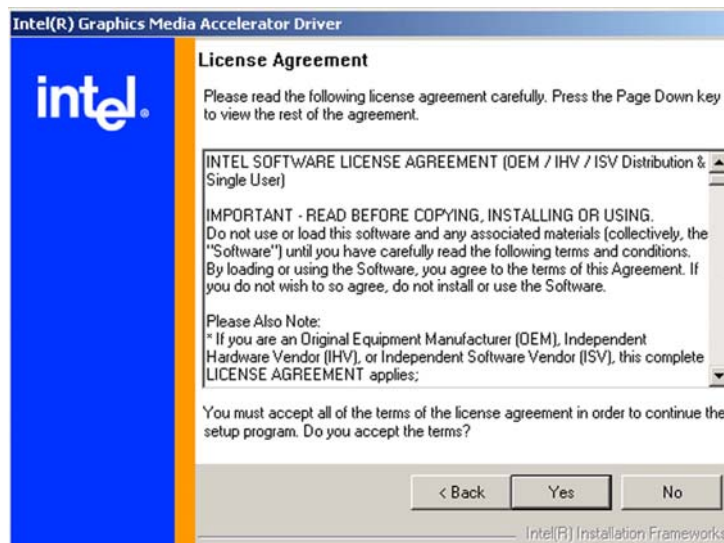 Intel(R) Graphics Media Accelerator Driver
intel.
License Agreement
Please read the following license agreement carefully. Press the Page Down key
to view the rest of the agreement.
INTEL SOFTWARE LICENSE AGREEMENT (OEM / IHV / ISV Distribution &
Single User)
IMPORTANT - READ BEFORE COPYING, INSTALLING OR USING.
Do not use or load this software and any associated materials (collectively, the
"Software") until you have carefully read the following terms and conditions.
By loading or using the Software, you agree to the terms of this Agreement. If
you do not wish to so agree, do not install or use the Software.
Please Also Note:
* If you are an Original Equipment Manufacturer (OEM), Independent
Hardware Vendor (IHV), or Independent Software Vendor (ISV), this complete
LICENSE AGREEMENT applies;
You must accept all of the terms of the license agreement in order to continue the
setup program. Do you accept the terms?
< Back Yes No
Intel(R) Installation Frameworks